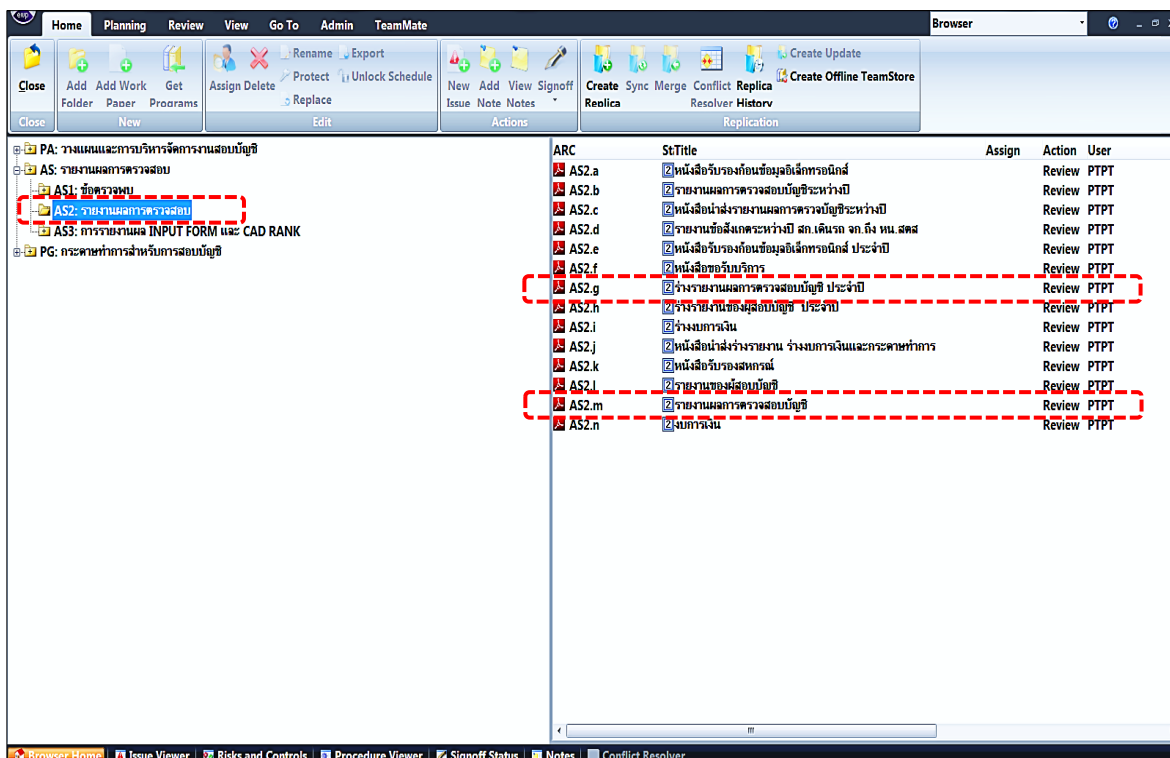 ewp
Home Planning Review View Go To Admin TeamMate Browser
Close
Add Folder
Add Work Paper
Get Programs
Assign Delete
Rename Export
Protect Unlock Schedule
Replace
New Issue
Add Note
View Notes
Signoff
Create Replica
Sync Merge
Conflict Resolver
Replica History
Create Update
Create Offline TeamStore
Close New Edit Actions Replication
PA: วางแผนและการบริหารจัดการงานสอบบัญชี
AS: รายงานผลการตรวจสอบ
AS1: ข้อตรวจพบ
AS2: รายงานผลการตรวจสอบ
AS3: การรายงานผล INPUT FORM และ CAD RANK
PG: กระดาษทำการสำหรับการสอบบัญชี
ARC St Title Assign Action User
AS2.a 2 หนังสือรับรองก้อนข้อมูลอิเล็กทรอนิกส์ Review PTPT
AS2.b 2 รายงานผลการตรวจสอบบัญชีระหว่างปี Review PTPT
AS2.c 2 หนังสือนำส่งรายงานผลการตรวจบัญชีระหว่างปี Review PTPT
AS2.d 2 รายงานข้อสังเกตระหว่างปี สก.เดินรถ จก.ถึง หน.สตส Review PTPT
AS2.e 2 หนังสือรับรองก้อนข้อมูลอิเล็กทรอนิกส์ ประจำปี Review PTPT
AS2.f 2 หนังสือขอรับบริการ Review PTPT
AS2.g 2 ร่างรายงานผลการตรวจสอบบัญชี ประจำปี Review PTPT
AS2.h 2 ร่างรายงานของผู้สอบบัญชี ประจำปี Review PTPT
AS2.i 2 ร่างงบการเงิน Review PTPT
AS2.j 2 หนังสือนำส่งร่างรายงาน ร่างงบการเงินและกระดาษทำการ Review PTPT
AS2.k 2 หนังสือรับรองสหกรณ์ Review PTPT
AS2.l 2 รายงานของผู้สอบบัญชี Review PTPT
AS2.m 2 รายงานผลการตรวจสอบบัญชี Review PTPT
AS2.n 2 งบการเงิน Review PTPT
Browser Home Issue Viewer Risks and Controls Procedure Viewer Signoff Status Notes Conflict Resolver